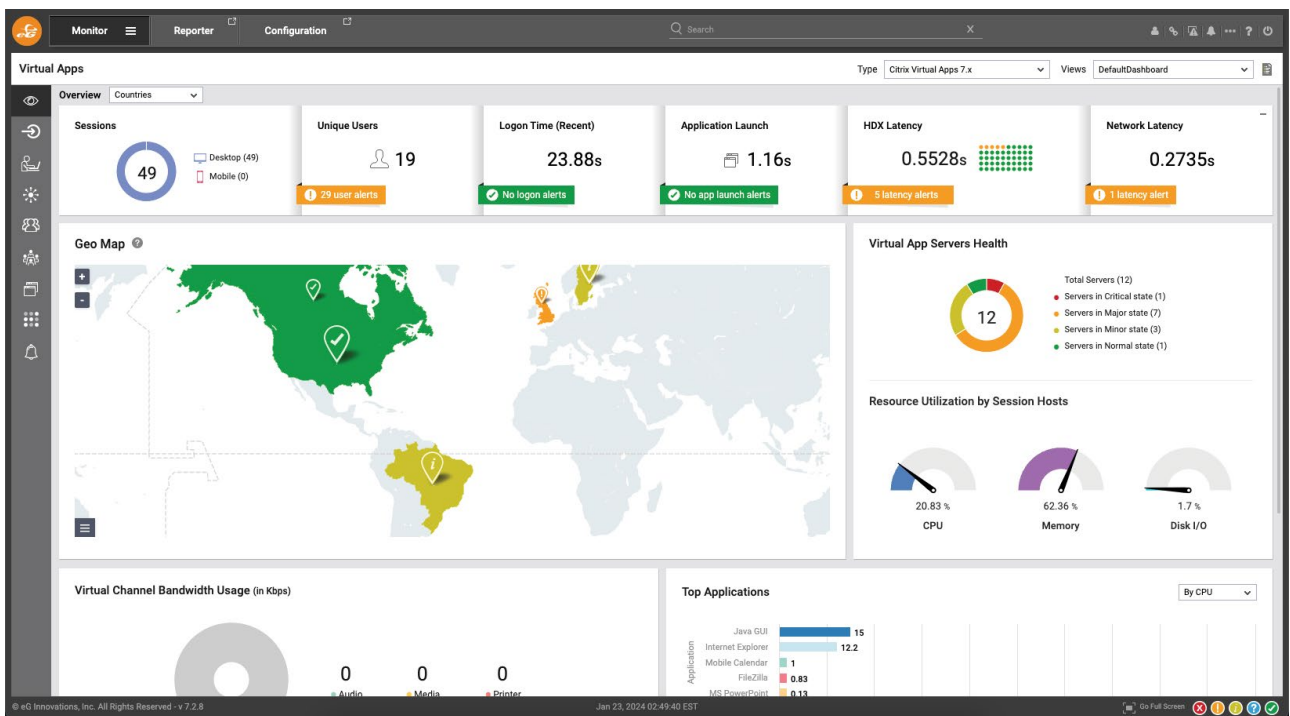 eG
Monitor
Reporter
Configuration
Search
X
...
?
Virtual Apps
Type
Citrix Virtual Apps 7.x
Views
DefaultDashboard
Overview
Countries
Sessions
49
Desktop (49)
Mobile (0)
Unique Users
19
29 user alerts
Logon Time (Recent)
23.88s
No logon alerts
Application Launch
1.16s
No app launch alerts
HDX Latency
0.5528s
5 latency alerts
Network Latency
0.2735s
1 latency alert
Geo Map ?
+
-
Virtual App Servers Health
12
Total Servers (12)
Servers in Critical state (1)
Servers in Major state (7)
Servers in Minor state (3)
Servers in Normal state (1)
Resource Utilization by Session Hosts
20.83 %
CPU
62.36 %
Memory
1.7 %
Disk I/O
Virtual Channel Bandwidth Usage (in Kbps)
0
Audio
0
Media
0
Printer
Top Applications
By CPU
Application
Java GUI 15
Internet Explorer 12.2
Mobile Calendar 1
FileZilla 0.83
MS PowerPoint 0.13
© eG Innovations, Inc. All Rights Reserved - v 7.2.8
Jan 23, 2024 02:49:40 EST
Go Full Screen